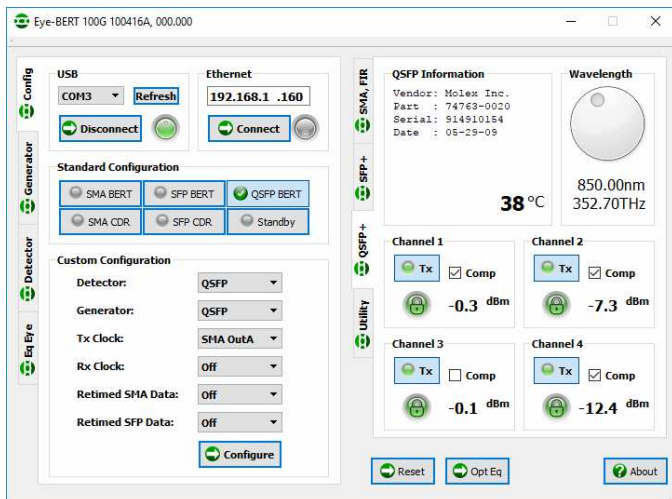 Eye-BERT 100G 100416A, 000.000
Config
Generator
Detector
Eq Eye
USB
COM3
Refresh
Disconnect
Ethernet
192.168.1 .160
Connect
Standard Configuration
SMA BERT
SFP BERT
QSFP BERT
SMA CDR
SFP CDR
Standby
Custom Configuration
Detector: QSFP
Generator: QSFP
Tx Clock: SMA OutA
Rx Clock: Off
Retimed SMA Data: Off
Retimed SFP Data: Off
Configure
SMA, FIR
SFP+
QSFP+
Utility
QSFP Information
Vendor: Molex Inc.
Part : 74763-0020
Serial: 914910154
Date : 05-29-09
38 °C
Wavelength
850.00nm
352.70THz
Channel 1
Tx
Comp
-0.3 dBm
Channel 2
Tx
Comp
-7.3 dBm
Channel 3
Tx
Comp
-0.1 dBm
Channel 4
Tx
Comp
-12.4 dBm
Reset
Opt Eq
About